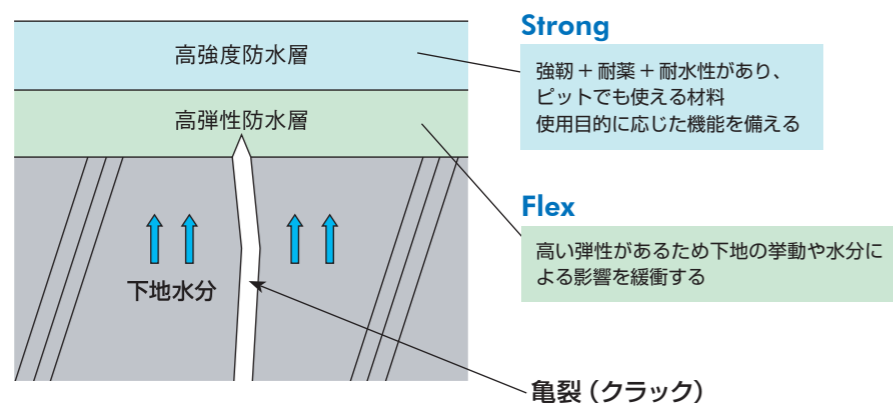 高強度防水層
高弾性防水層
下地水分
Strong
強靭 + 耐薬 + 耐水性があり、
ピットでも使える材料
使用目的に応じた機能を備える
Flex
高い弾性があるため下地の挙動や水分に
よる影響を緩衝する
亀裂（クラック）